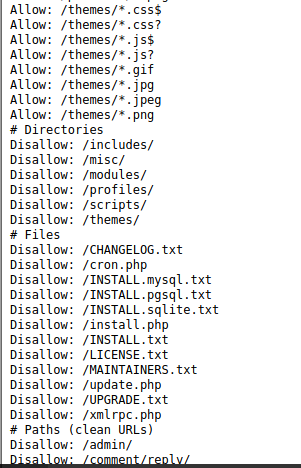 Allow: /themes/*.css$
Allow: /themes/*.css?
Allow: /themes/*.js$
Allow: /themes/*.js?
Allow: /themes/*.gif
Allow: /themes/*.jpg
Allow: /themes/*.jpeg
Allow: /themes/*.png
# Directories
Disallow: /includes/
Disallow: /misc/
Disallow: /modules/
Disallow: /profiles/
Disallow: /scripts/
Disallow: /themes/
# Files
Disallow: /CHANGELOG.txt
Disallow: /cron.php
Disallow: /INSTALL.mysql.txt
Disallow: /INSTALL.pgsql.txt
Disallow: /INSTALL.sqlite.txt
Disallow: /install.php
Disallow: /INSTALL.txt
Disallow: /LICENSE.txt
Disallow: /MAINTAINERS.txt
Disallow: /update.php
Disallow: /UPGRADE.txt
Disallow: /xmlrpc.php
# Paths (clean URLs)
Disallow: /admin/
Disallow: /comment/reply/